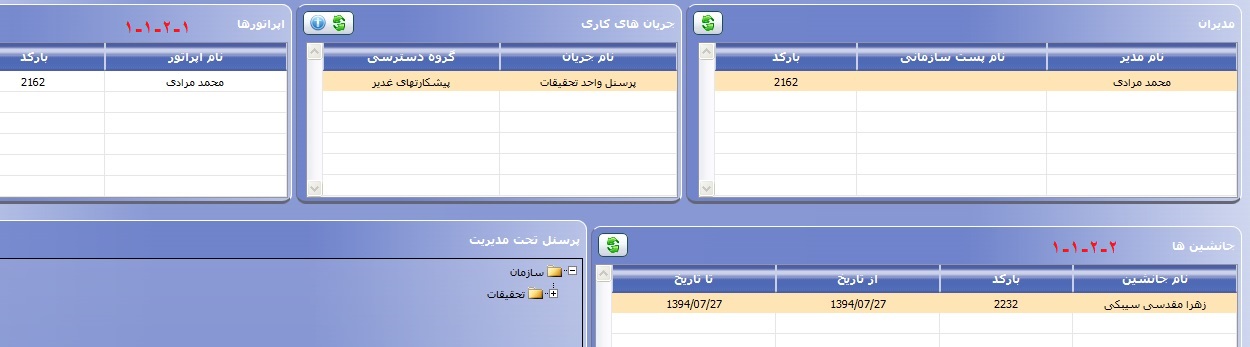 مدیران
نام مدیر نام پست سازمانی بارکد
محمد مرادی 2162
جریان های کاری
نام جریان گروه دسترسی
پرسنل واحد تحقیقات پیشکارتهای غدیر
اپراتورها ۱-۱-۲-۱
نام اپراتور بارکد
محمد مرادی 2162
جانشین ها ۱-۱-۲-۲
نام جانشین بارکد از تاریخ تا تاریخ
زهرا مقدسی سیبکی 2232 1394/07/27 1394/07/27
پرسنل تحت مدیریت
سازمان
تحقیقات